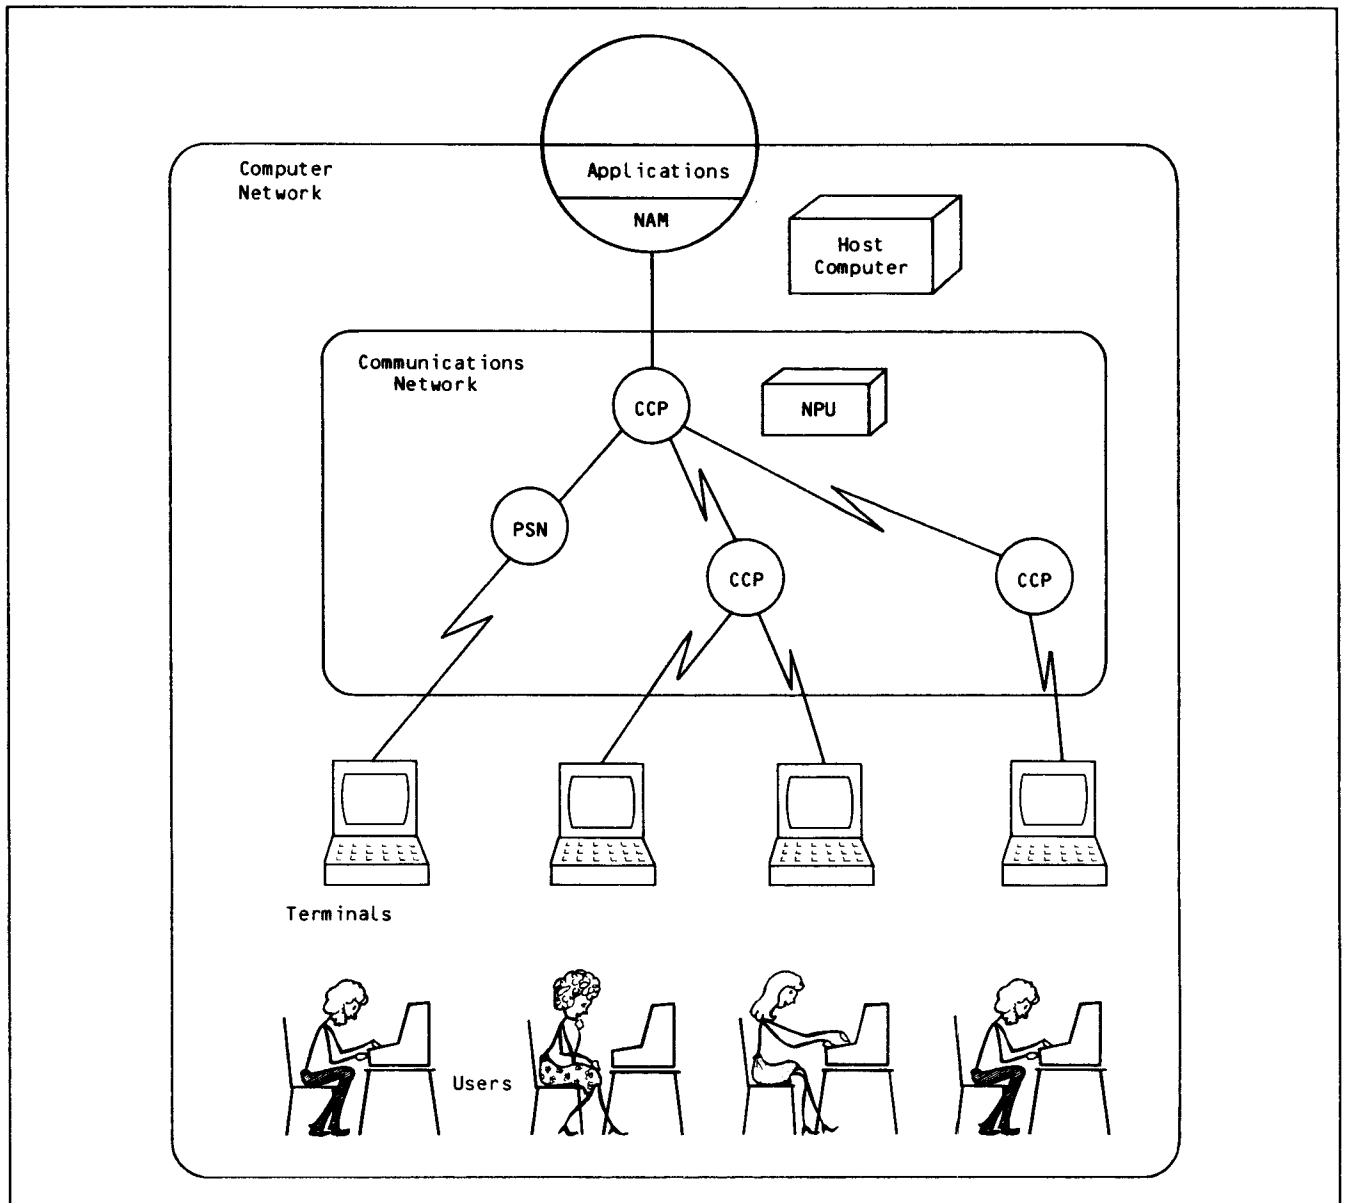 Computer
Network
Applications
NAM
Host
Computer
Communications
Network
CCP
NPU
PSN
CCP
CCP
Terminals
Users